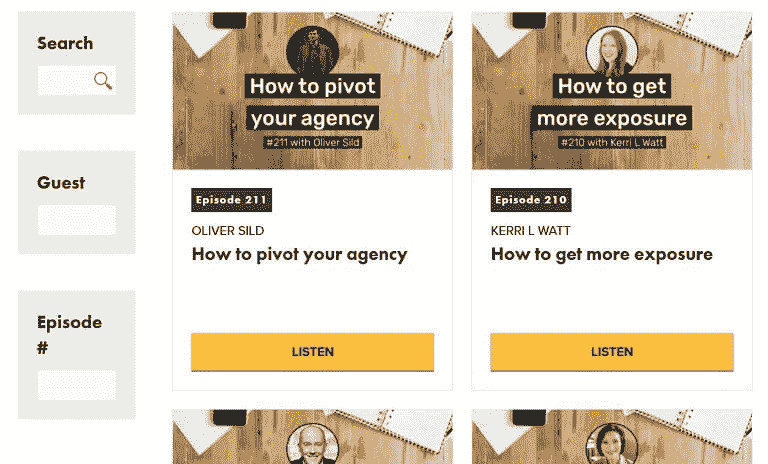 Search
Guest
Episode
#
How to pivot
your agency
#211 with Oliver Sild
Episode 211
OLIVER SILD
How to pivot your agency
LISTEN
How to get
more exposure
#210 with Kerri L Watt
Episode 210
KERRI L WATT
How to get more exposure
LISTEN